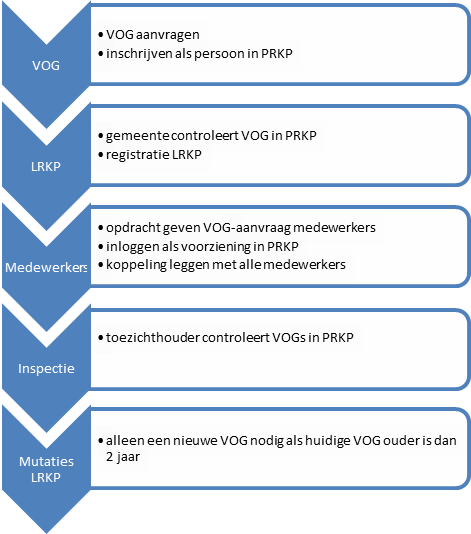 VOG
• VOG aanvragen
• inschrijven als persoon in PRKP
LRKP
• gemeente controleert VOG in PRKP
• registratie LRKP
Medewerkers
• opdracht geven VOG-aanvraag medewerkers
• inloggen als voorziening in PRKP
• koppeling leggen met alle medewerkers
Inspectie
• toezichthouder controleert VOGs in PRKP
Mutaties
LRKP
• alleen een nieuwe VOG nodig als huidige VOG ouder is dan
2 jaar